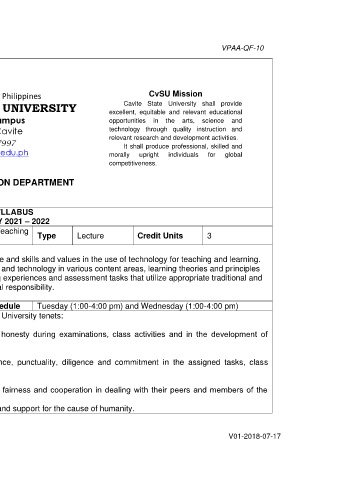 VPAA-QF-10
Philippines
UNIVERSITY
mpus
Cavite
7997
edu.ph
ON DEPARTMENT
CvSU Mission
Cavite State University shall provide
excellent, equitable and relevant educational
opportunities in the arts, science and
technology through quality instruction and
relevant research and development activities.
It shall produce professional, skilled and
morally upright individuals for global
competitiveness.
YLLABUS
Y 2021 – 2022
eaching Type Lecture Credit Units 3
e and skills and values in the use of technology for teaching and learning.
and technology in various content areas, learning theories and principles
g experiences and assessment tasks that utilize appropriate traditional and
al responsibility.
hedule Tuesday (1:00-4:00 pm) and Wednesday (1:00-4:00 pm)
University tenets:
honesty during examinations, class activities and in the development of
nce, punctuality, diligence and commitment in the assigned tasks, class
fairness and cooperation in dealing with their peers and members of the
and support for the cause of humanity.
V01-2018-07-17